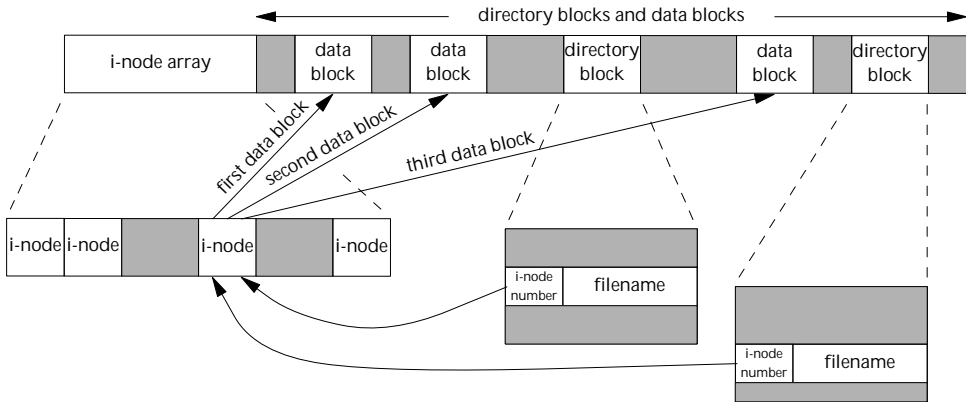 directory blocks and data blocks
i-node array
data
block
data
block
directory
block
data
block
directory
block
first data block
second data block
third data block
i-node
i-node
i-node
i-node
i-node
number
filename
i-node
number
filename